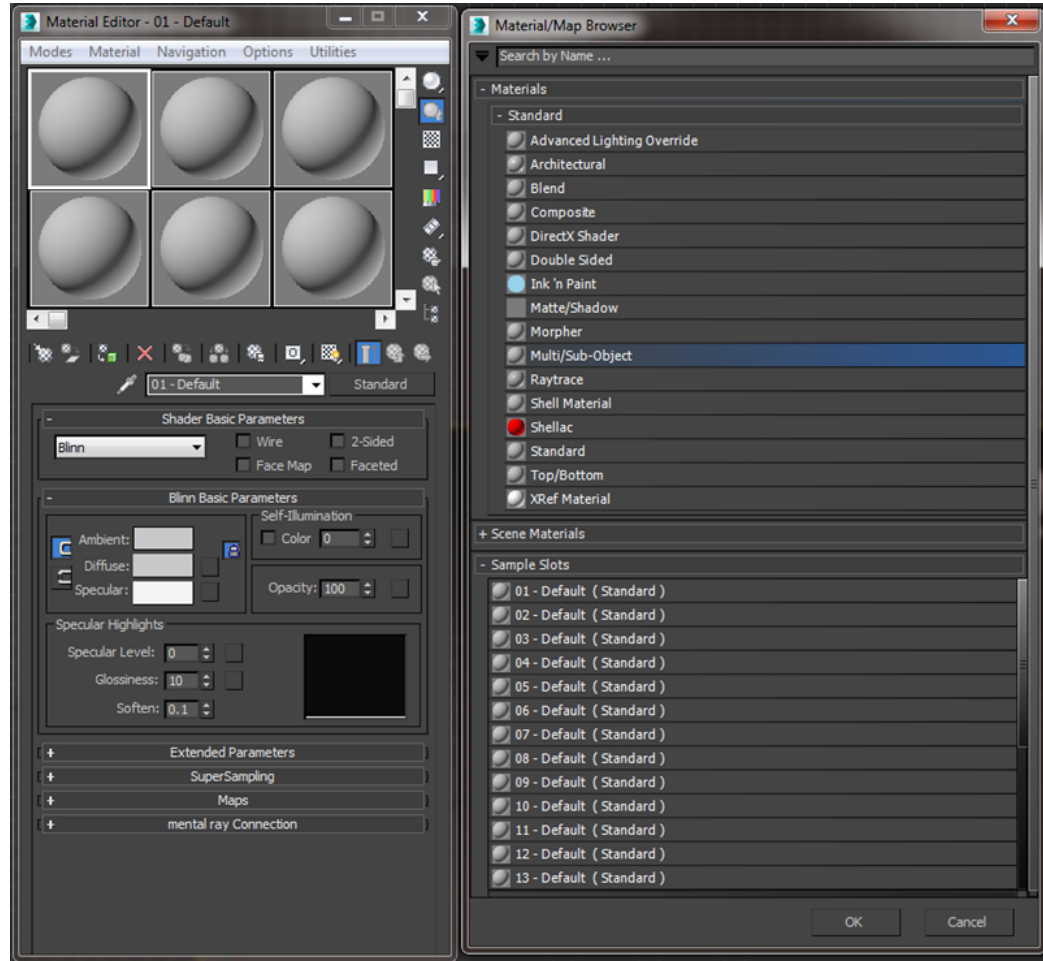 Material Editor - 01 - Default
Modes Material Navigation Options Utilities
01 - Default Standard
- Shader Basic Parameters
Blinn Wire 2-Sided
Face Map Faceted
- Blinn Basic Parameters
Self-Illumination
Ambient: Color 0
Diffuse:
Specular: Opacity: 100
Specular Highlights
Specular Level: 0
Glossiness: 10
Soften: 0.1
+ Extended Parameters
+ SuperSampling
+ Maps
+ mental ray Connection
Material/Map Browser
Search by Name ...
- Materials
- Standard
Advanced Lighting Override
Architectural
Blend
Composite
DirectX Shader
Double Sided
Ink 'n Paint
Matte/Shadow
Morpher
Multi/Sub-Object
Raytrace
Shell Material
Shellac
Standard
Top/Bottom
XRef Material
+ Scene Materials
- Sample Slots
01 - Default ( Standard )
02 - Default ( Standard )
03 - Default ( Standard )
04 - Default ( Standard )
05 - Default ( Standard )
06 - Default ( Standard )
07 - Default ( Standard )
08 - Default ( Standard )
09 - Default ( Standard )
10 - Default ( Standard )
11 - Default ( Standard )
12 - Default ( Standard )
13 - Default ( Standard )
OK Cancel